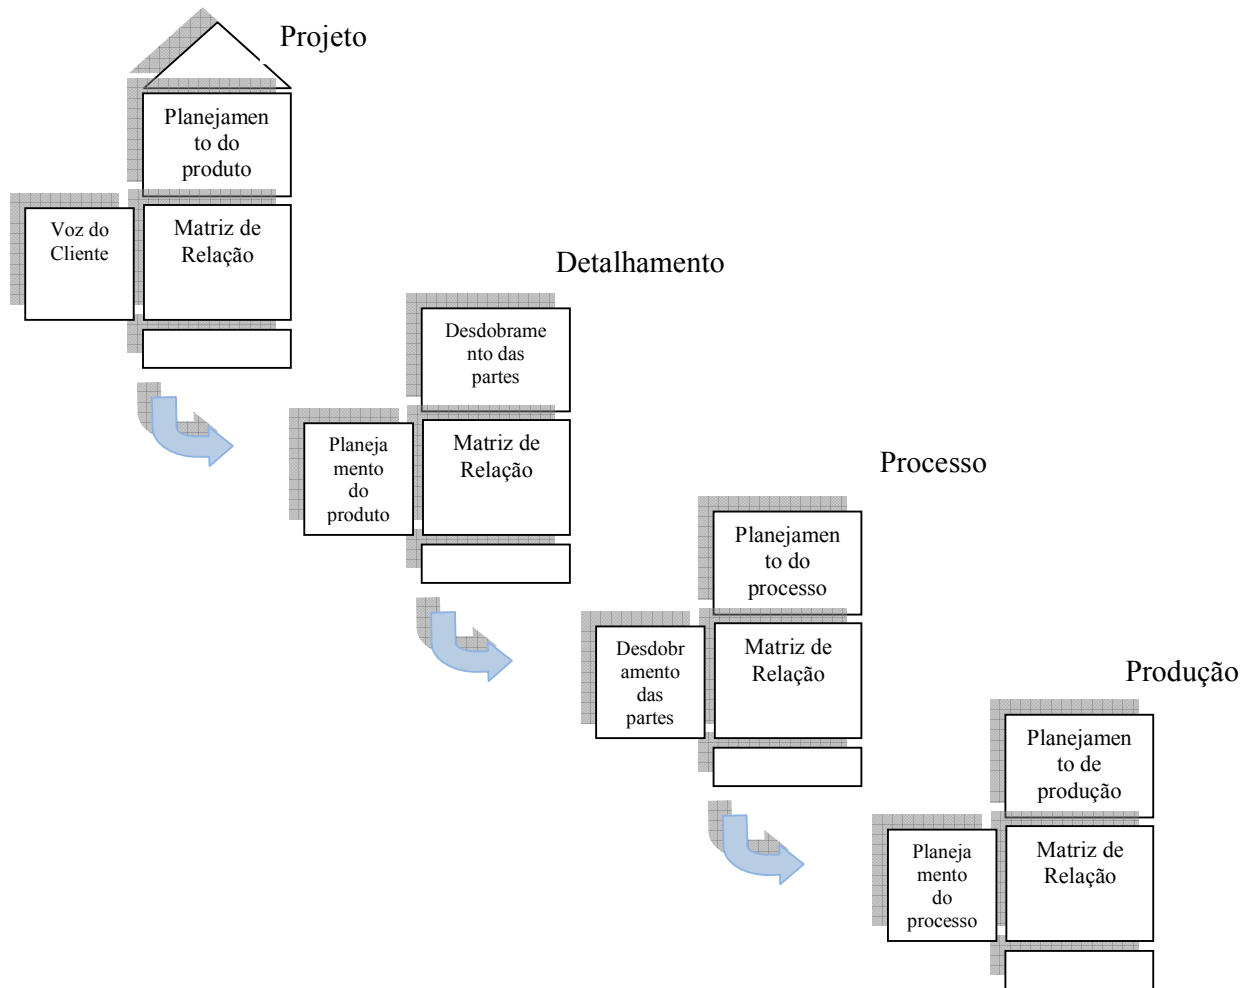 Projeto
Planejamen
to do
produto
Voz do
Cliente
Matriz de
Relação
Detalhamento
Desdobrame
nto das
partes
Planeja
mento
do
produto
Matriz de
Relação
Processo
Planejamen
to do
processo
Desdobr
amento
das
partes
Matriz de
Relação
Produção
Planejamen
to de
produção
Planeja
mento
do
processo
Matriz de
Relação